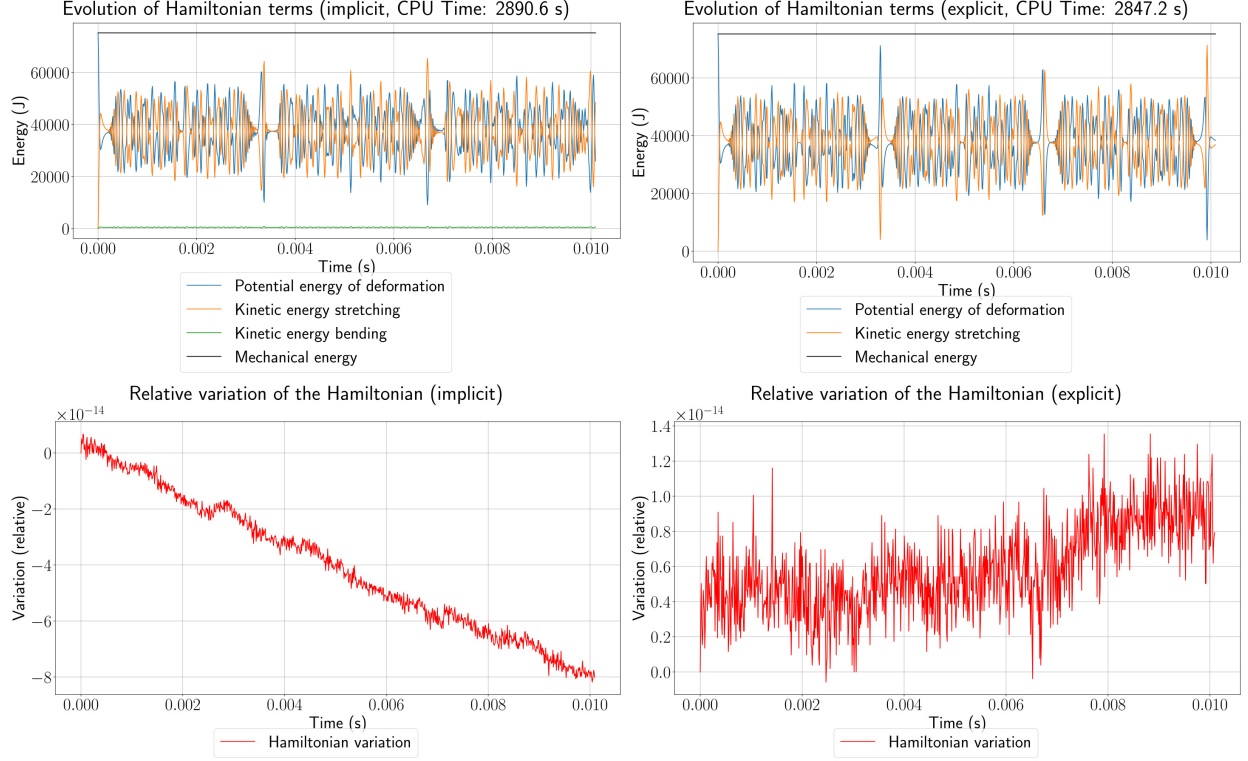 Evolution of Hamiltonian terms (implicit, CPU Time: 2890.6 s)
Energy (J)
60000
40000
20000
0
0.000 0.002 0.004 0.006 0.008 0.010
Time (s)
Potential energy of deformation
Kinetic energy stretching
Kinetic energy bending
Mechanical energy
Evolution of Hamiltonian terms (explicit, CPU Time: 2847.2 s)
Energy (J)
60000
40000
20000
0
0.000 0.002 0.004 0.006 0.008 0.010
Time (s)
Potential energy of deformation
Kinetic energy stretching
Mechanical energy
Relative variation of the Hamiltonian (implicit)
×10−14
Variation (relative)
0
−2
−4
−6
−8
0.000 0.002 0.004 0.006 0.008 0.010
Time (s)
Hamiltonian variation
Relative variation of the Hamiltonian (explicit)
×10−14
Variation (relative)
1.4
1.2
1.0
0.8
0.6
0.4
0.2
0.0
0.000 0.002 0.004 0.006 0.008 0.010
Time (s)
Hamiltonian variation